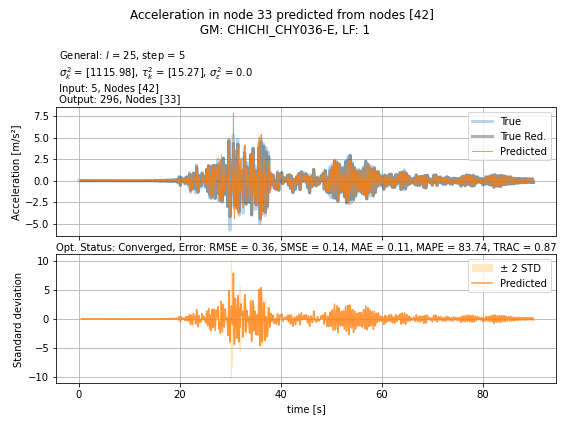 Acceleration in node 33 predicted from nodes [42]
GM: CHICHI_CHY036-E, LF: 1
General: l = 25, step = 5
σ²ₖ = [1115.98], τ²ₖ = [15.27], σ²ε = 0.0
Input: 5, Nodes [42]
Output: 296, Nodes [33]
Acceleration [m/s²]
7.5
5.0
2.5
0.0
−2.5
−5.0
True
True Red.
Predicted
Opt. Status: Converged, Error: RMSE = 0.36, SMSE = 0.14, MAE = 0.11, MAPE = 83.74, TRAC = 0.87
Standard deviation
10
5
0
−5
−10
± 2 STD
Predicted
0 20 40 60 80
time [s]